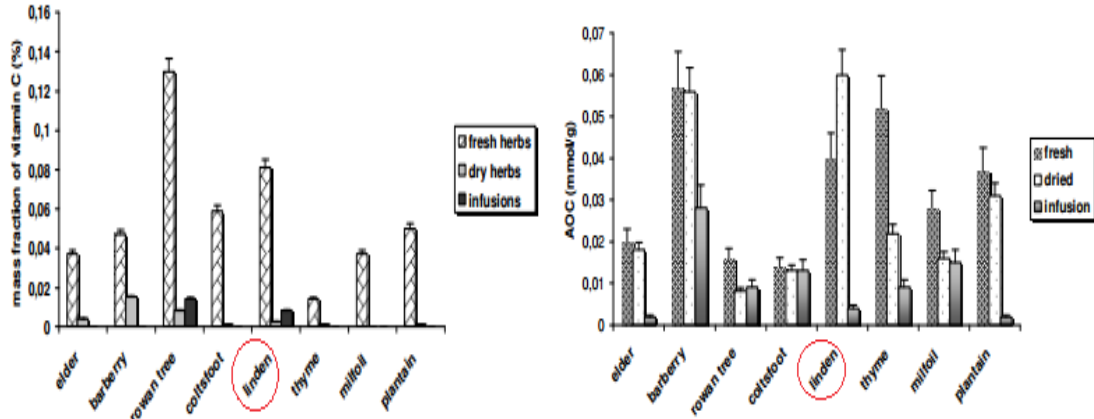 mass fraction of vitamin C (%)
0,16
0,14
0,12
0,1
0,08
0,06
0,04
0,02
0
elder
barberry
rowan tree
coltsfoot
linden
thyme
milfoil
plantain
fresh herbs
dry herbs
infusions
AOC (mmol/g)
0,07
0,06
0,05
0,04
0,03
0,02
0,01
0
elder
barberry
rowan tree
coltsfoot
linden
thyme
milfoil
plantain
fresh
dried
infusion